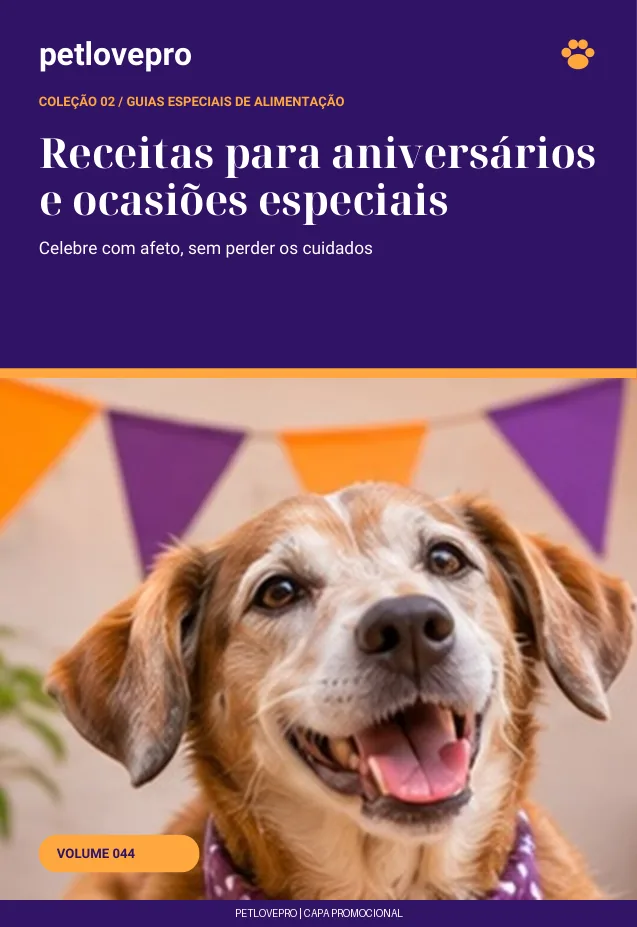 petlovepro
COLEÇÃO 02 / GUIAS ESPECIAIS DE ALIMENTAÇÃO
Receitas para aniversários
e ocasiões especiais
Celebre com afeto, sem perder os cuidados
VOLUME 044
PETLOVEPRO | CAPA PROMOCIONAL